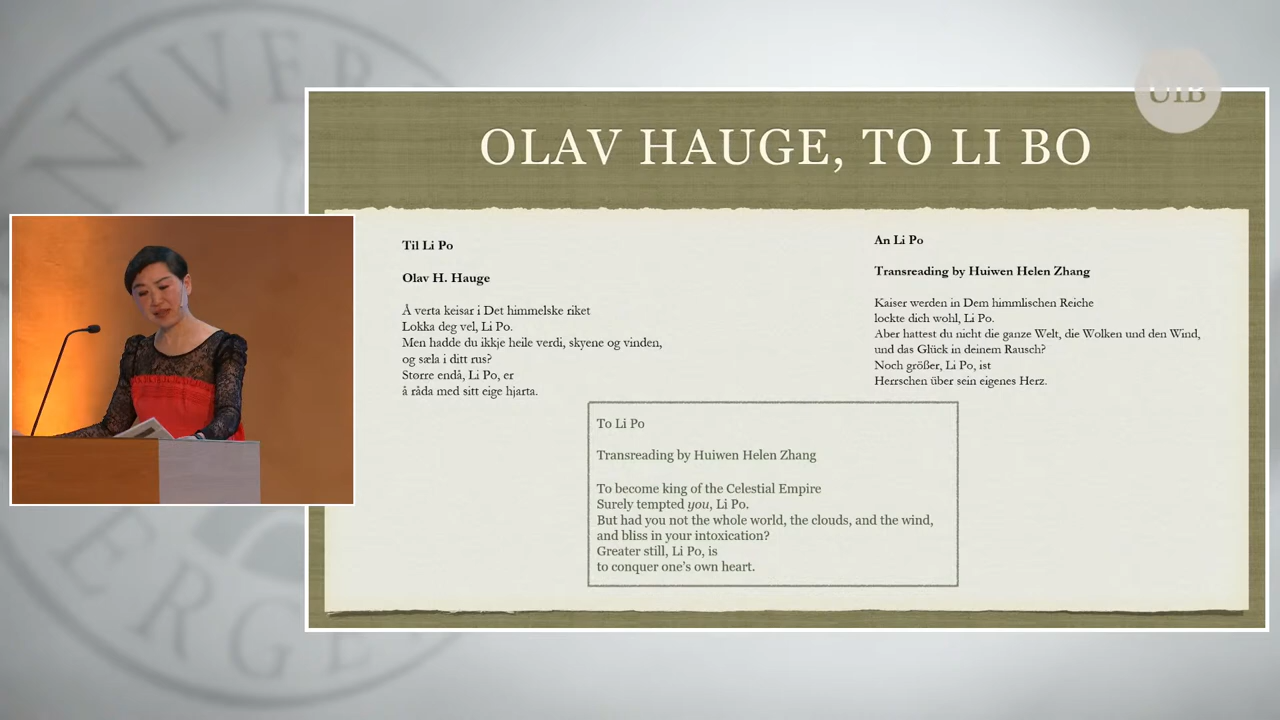 UiB
OLAV HAUGE, TO LI BO
Til Li Po
Olav H. Hauge
Å verta keisar i Det himmelske riket
Lokka deg vel, Li Po.
Men hadde du ikkje heile verdi, skyene og vinden,
og sæla i ditt rus?
Større endå, Li Po, er
å råda med sitt eige hjarta.
An Li Po
Transreading by Huiwen Helen Zhang
Kaiser werden in Dem himmlischen Reiche
lockte dich wohl, Li Po.
Aber hattest du nicht die ganze Welt, die Wolken und den Wind,
und das Glück in deinem Rausch?
Noch größer, Li Po, ist
Herrschen über sein eigenes Herz.
To Li Po
Transreading by Huiwen Helen Zhang
To become king of the Celestial Empire
Surely tempted you, Li Po.
But had you not the whole world, the clouds, and the wind,
and bliss in your intoxication?
Greater still, Li Po, is
to conquer one's own heart.